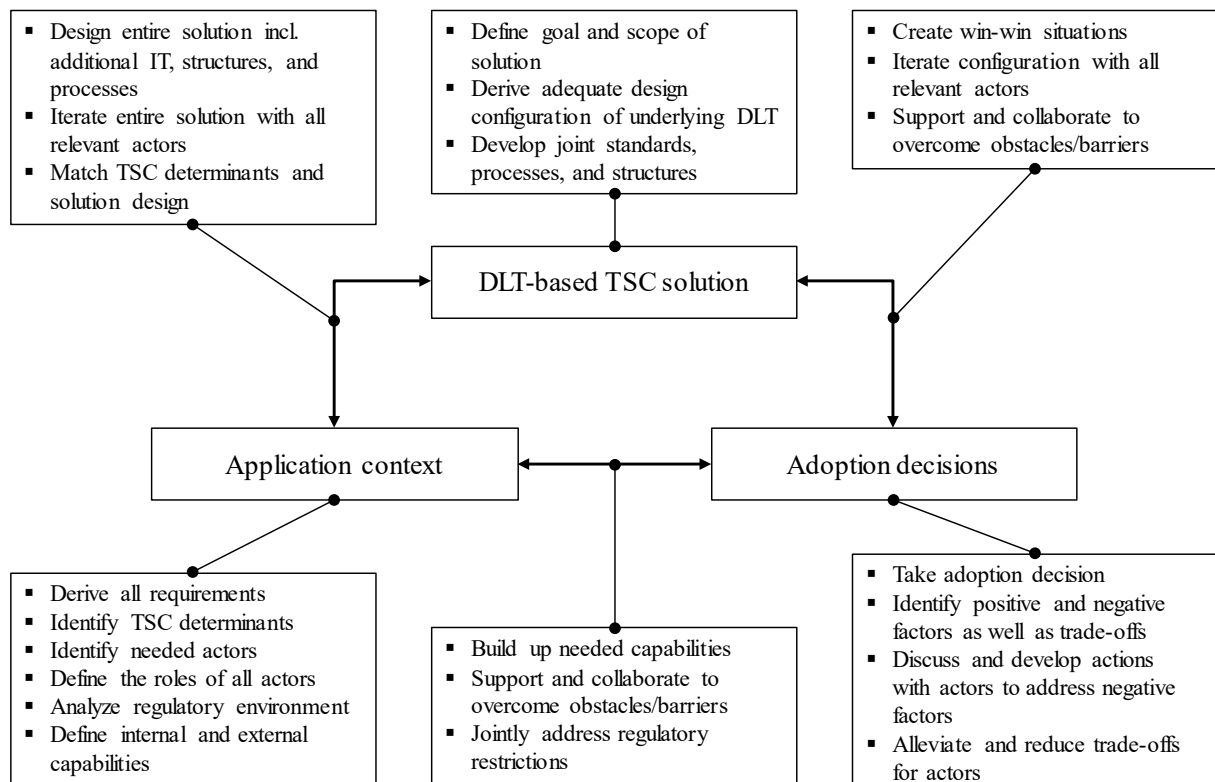 ▪ Design entire solution incl.
additional IT, structures, and
processes
▪ Iterate entire solution with all
relevant actors
▪ Match TSC determinants and
solution design
▪ Define goal and scope of
solution
▪ Derive adequate design
configuration of underlying DLT
▪ Develop joint standards,
processes, and structures
▪ Create win-win situations
▪ Iterate configuration with all
relevant actors
▪ Support and collaborate to
overcome obstacles/barriers
DLT-based TSC solution
Application context
Adoption decisions
▪ Derive all requirements
▪ Identify TSC determinants
▪ Identify needed actors
▪ Define the roles of all actors
▪ Analyze regulatory environment
▪ Define internal and external
capabilities
▪ Build up needed capabilities
▪ Support and collaborate to
overcome obstacles/barriers
▪ Jointly address regulatory
restrictions
▪ Take adoption decision
▪ Identify positive and negative
factors as well as trade-offs
▪ Discuss and develop actions
with actors to address negative
factors
▪ Alleviate and reduce trade-offs
for actors